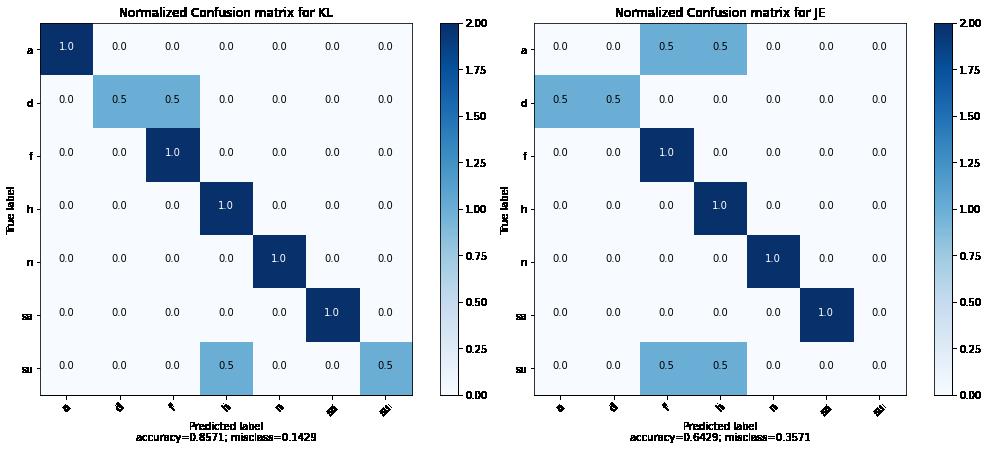 Normalized Confusion matrix for KL
2.00
1.75
1.50
1.25
1.00
0.75
0.50
0.25
0.00
True label
a 1.0 0.0 0.0 0.0 0.0 0.0 0.0
d 0.0 0.5 0.5 0.0 0.0 0.0 0.0
f 0.0 0.0 1.0 0.0 0.0 0.0 0.0
h 0.0 0.0 0.0 1.0 0.0 0.0 0.0
n 0.0 0.0 0.0 0.0 1.0 0.0 0.0
sa 0.0 0.0 0.0 0.0 0.0 1.0 0.0
su 0.0 0.0 0.0 0.5 0.0 0.0 0.5
a d f h n sa su
Predicted label
accuracy=0.8571; misclass=0.1429
Normalized Confusion matrix for JE
2.00
1.75
1.50
1.25
1.00
0.75
0.50
0.25
0.00
True label
a 0.0 0.0 0.5 0.5 0.0 0.0 0.0
d 0.5 0.5 0.0 0.0 0.0 0.0 0.0
f 0.0 0.0 1.0 0.0 0.0 0.0 0.0
h 0.0 0.0 0.0 1.0 0.0 0.0 0.0
n 0.0 0.0 0.0 0.0 1.0 0.0 0.0
sa 0.0 0.0 0.0 0.0 0.0 1.0 0.0
su 0.0 0.0 0.5 0.5 0.0 0.0 0.0
a d f h n sa su
Predicted label
accuracy=0.6429; misclass=0.3571